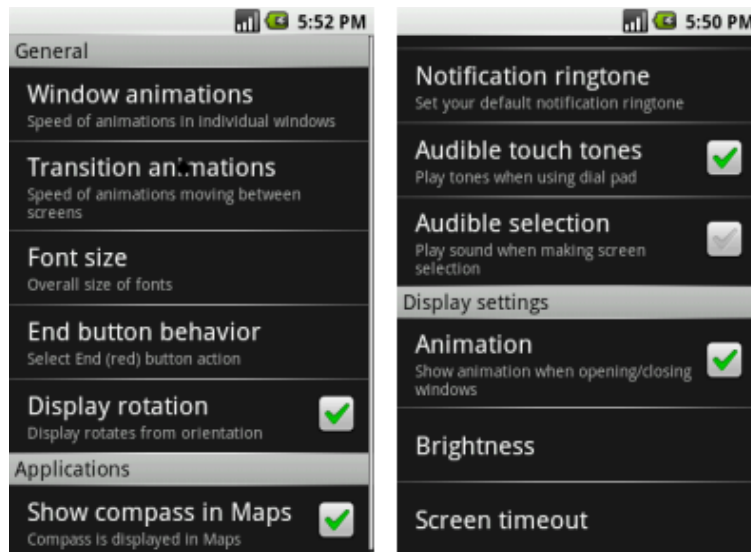 5:52 PM
General
Window animations
Speed of animations in individual windows
Transition animations
Speed of animations moving between
screens
Font size
Overall size of fonts
End button behavior
Select End (red) button action
Display rotation
Display rotates from orientation
Applications
Show compass in Maps
Compass is displayed in Maps
5:50 PM
Notification ringtone
Set your default notification ringtone
Audible touch tones
Play tones when using dial pad
Audible selection
Play sound when making screen
selection
Display settings
Animation
Show animation when opening/closing
windows
Brightness
Screen timeout